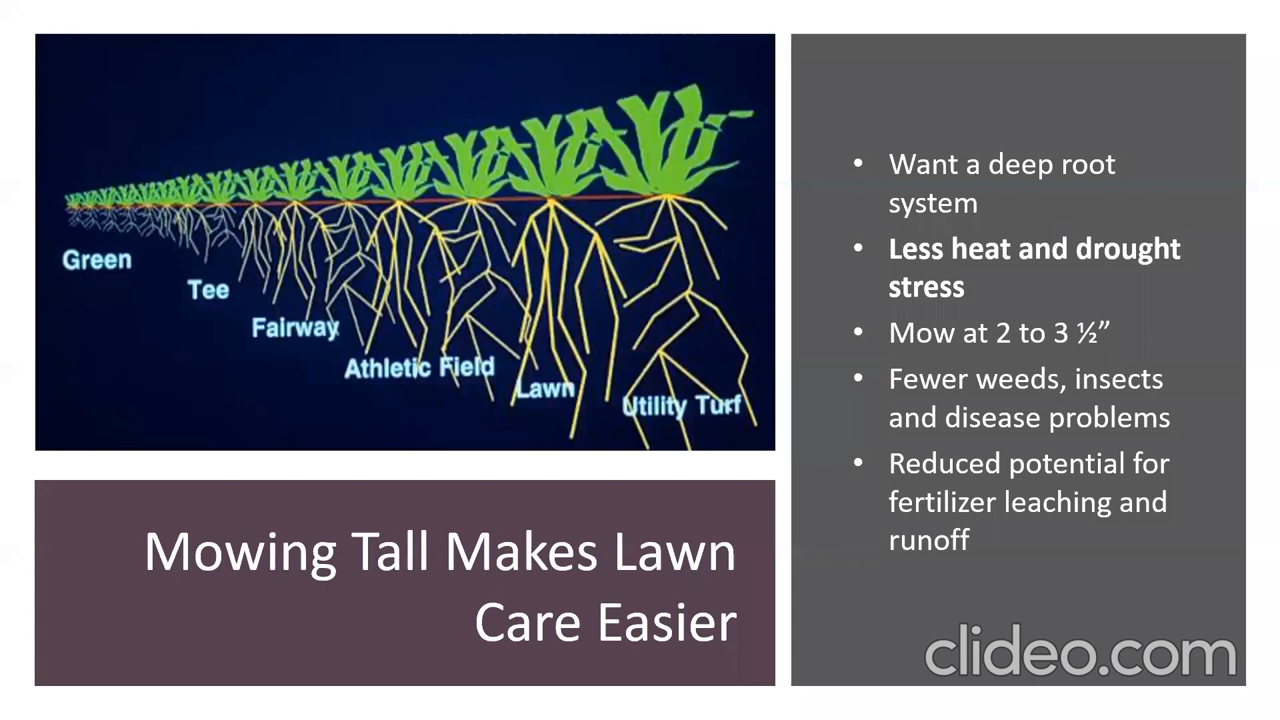 Green
Tee
Fairway
Athletic Field
Lawn
Utility Turf
Mowing Tall Makes Lawn
Care Easier
• Want a deep root
system
• Less heat and drought
stress
• Mow at 2 to 3 ½”
• Fewer weeds, insects
and disease problems
• Reduced potential for
fertilizer leaching and
runoff
clideo.com